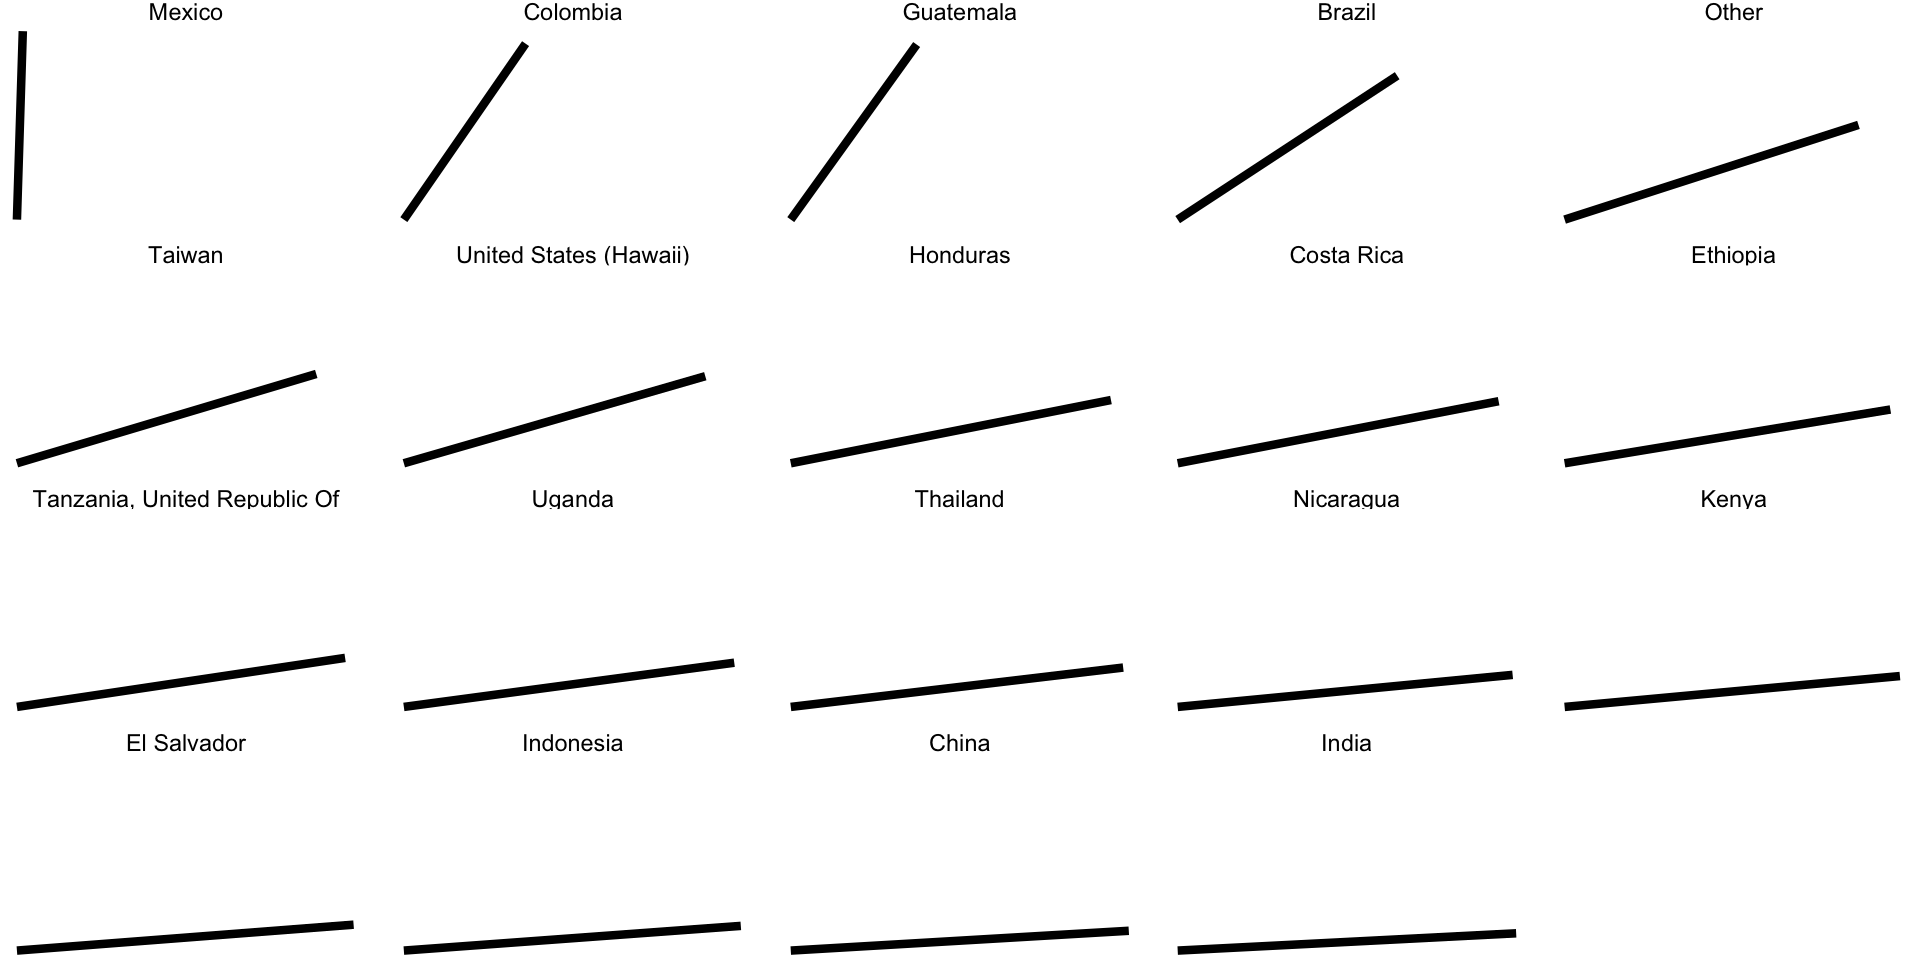 Mexico
Colombia
Guatemala
Brazil
Other
Taiwan
United States (Hawaii)
Honduras
Costa Rica
Ethiopia
Tanzania, United Republic Of
Uganda
Thailand
Nicaragua
Kenya
El Salvador
Indonesia
China
India